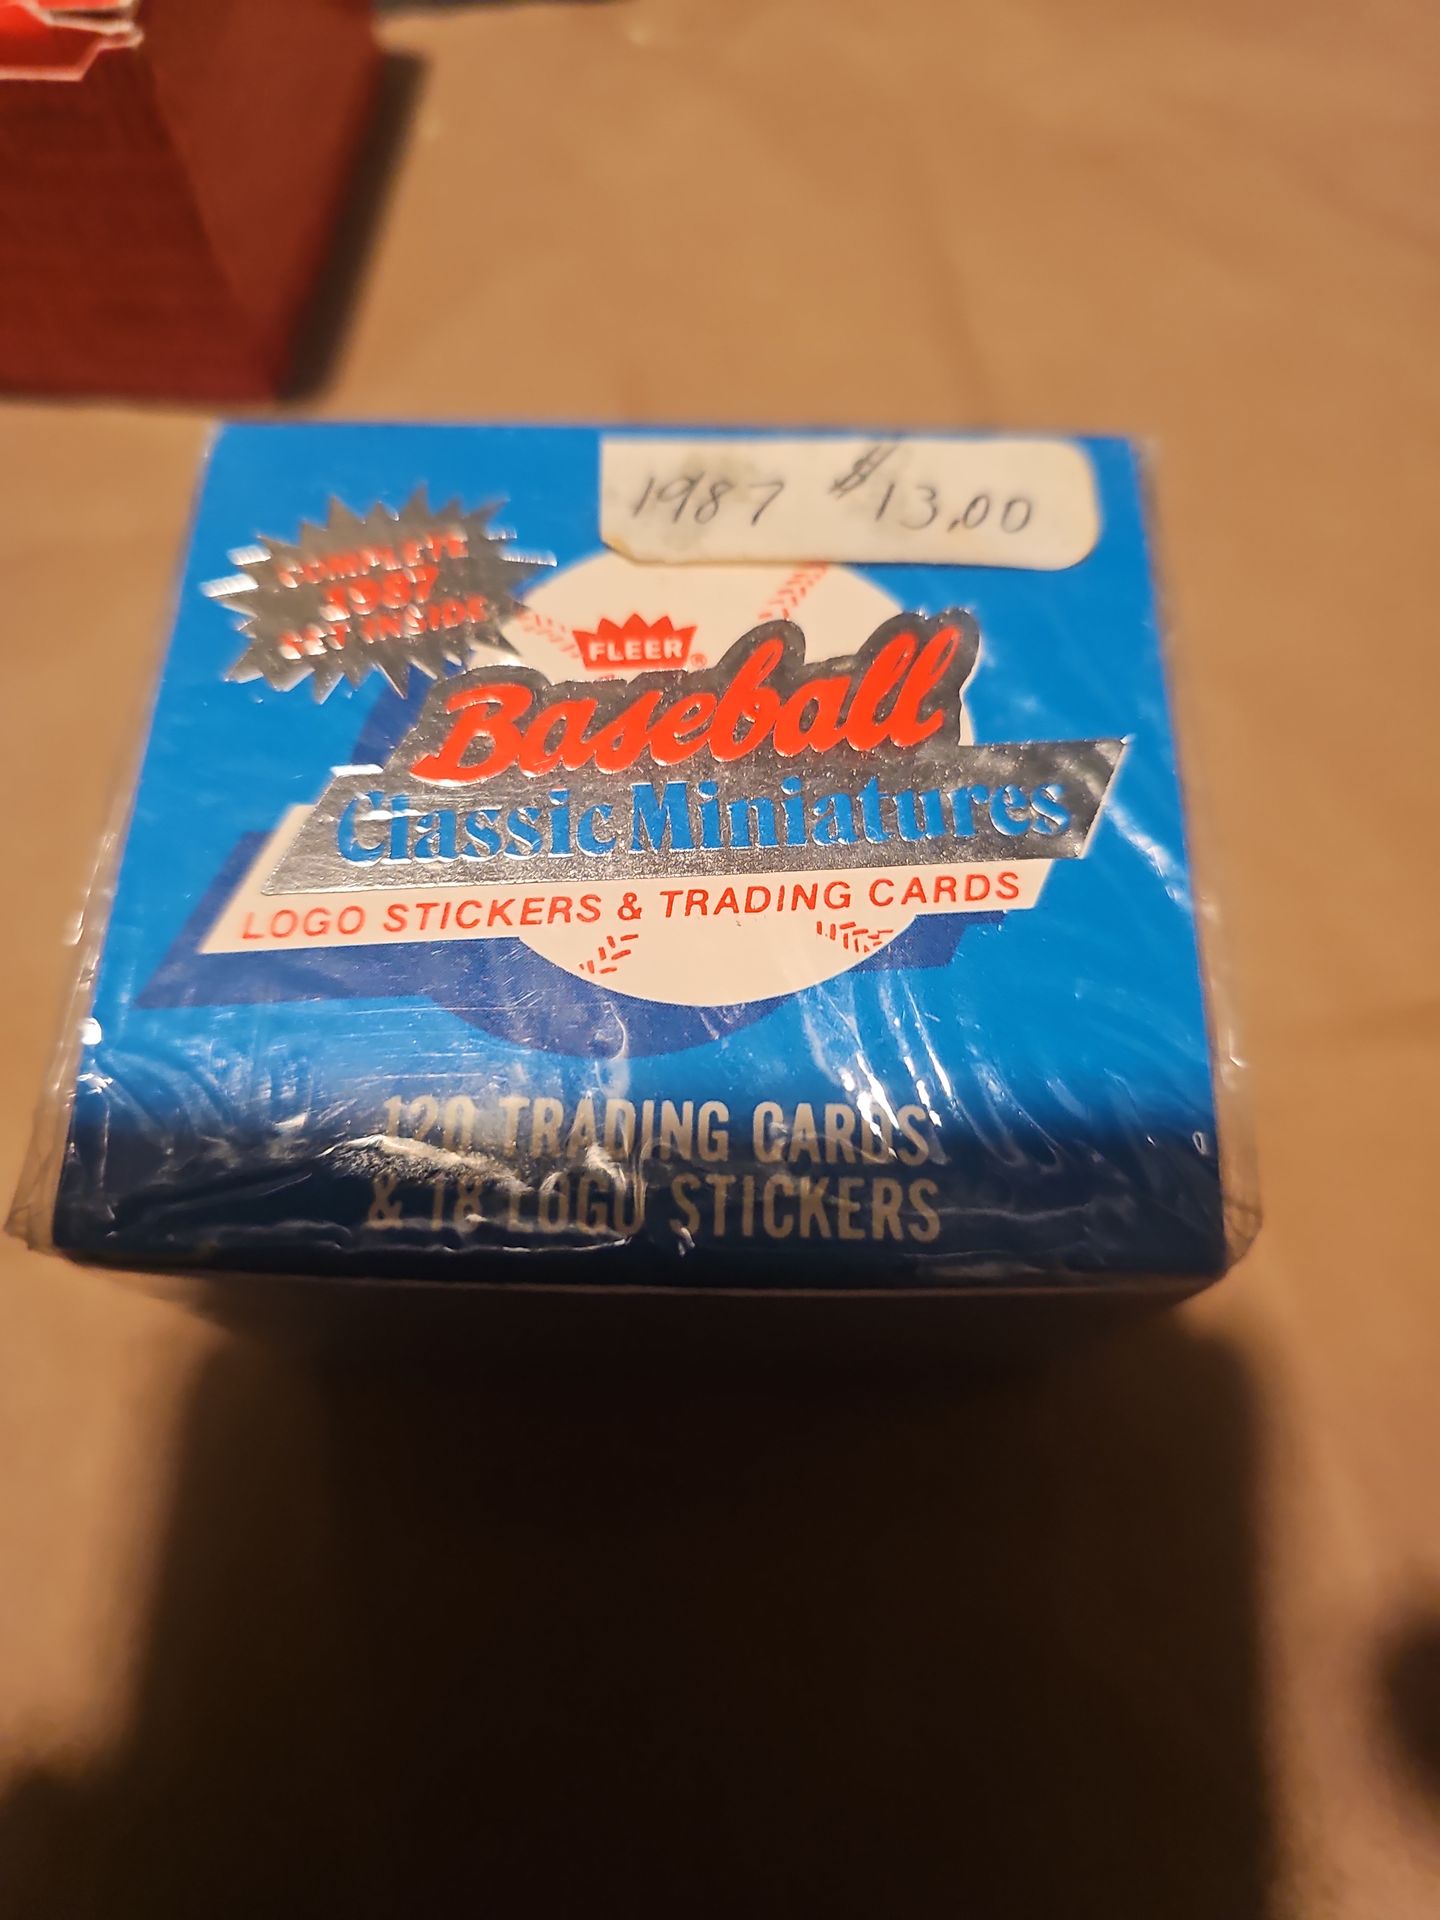 1987 $13.00
COMPLETE
1987
SET INSIDE
FLEER®
Baseball
Classic Miniatures
LOGO STICKERS & TRADING CARDS
120 TRADING CARDS
& 18 LOGO STICKERS